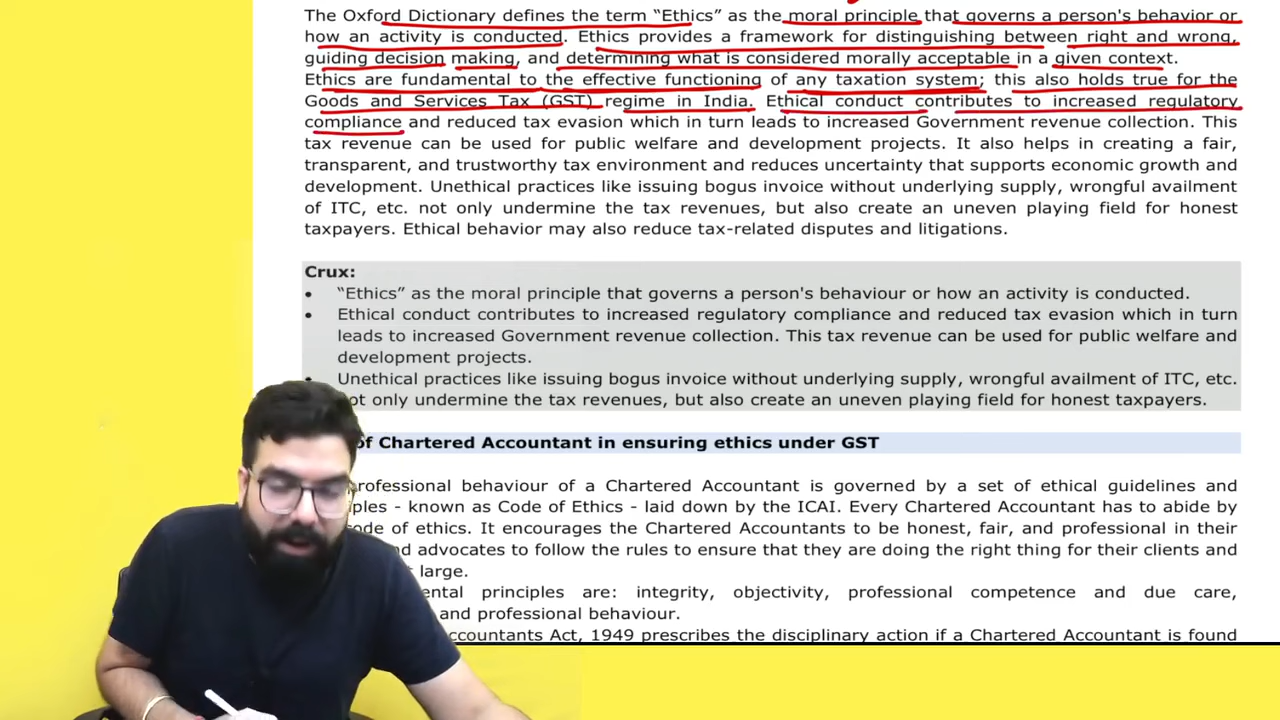 The Oxford Dictionary defines the term “Ethics” as the moral principle that governs a person's behavior or
how an activity is conducted. Ethics provides a framework for distinguishing between right and wrong,
guiding decision making, and determining what is considered morally acceptable in a given context.
Ethics are fundamental to the effective functioning of any taxation system; this also holds true for the
Goods and Services Tax (GST) regime in India. Ethical conduct contributes to increased regulatory
compliance and reduced tax evasion which in turn leads to increased Government revenue collection. This
tax revenue can be used for public welfare and development projects. It also helps in creating a fair,
transparent, and trustworthy tax environment and reduces uncertainty that supports economic growth and
development. Unethical practices like issuing bogus invoice without underlying supply, wrongful availment
of ITC, etc. not only undermine the tax revenues, but also create an uneven playing field for honest
taxpayers. Ethical behavior may also reduce tax-related disputes and litigations.
Crux:
• “Ethics” as the moral principle that governs a person's behaviour or how an activity is conducted.
• Ethical conduct contributes to increased regulatory compliance and reduced tax evasion which in turn
leads to increased Government revenue collection. This tax revenue can be used for public welfare and
development projects.
• Unethical practices like issuing bogus invoice without underlying supply, wrongful availment of ITC, etc.
not only undermine the tax revenues, but also create an uneven playing field for honest taxpayers.
of Chartered Accountant in ensuring ethics under GST
professional behaviour of a Chartered Accountant is governed by a set of ethical guidelines and
- known as Code of Ethics - laid down by the ICAI. Every Chartered Accountant has to abide by
code of ethics. It encourages the Chartered Accountants to be honest, fair, and professional in their
and advocates to follow the rules to ensure that they are doing the right thing for their clients and
large.
principles are: integrity, objectivity, professional competence and due care,
and professional behaviour.
Accountants Act, 1949 prescribes the disciplinary action if a Chartered Accountant is found